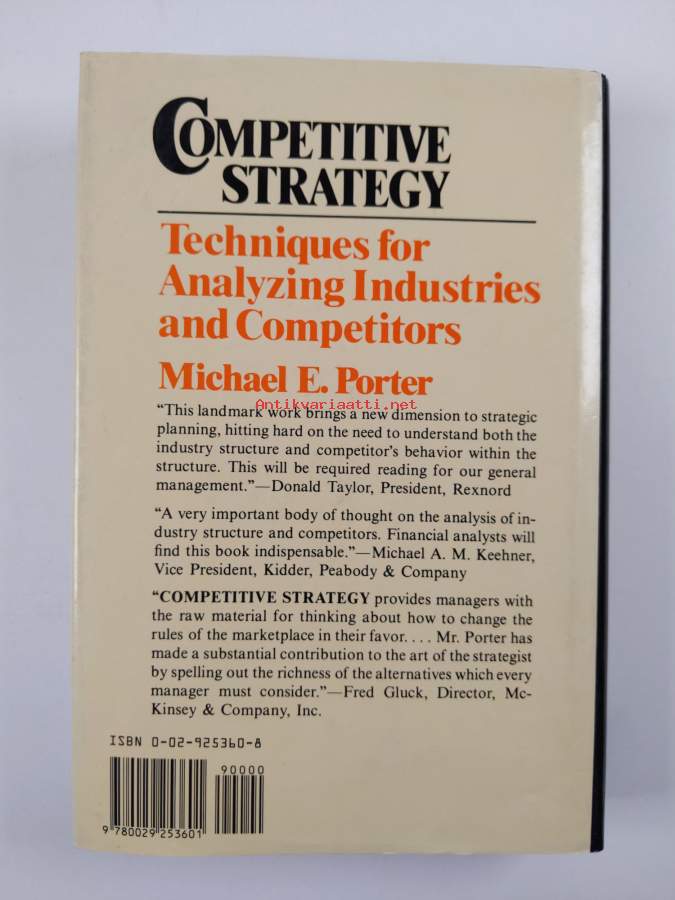 COMPETITIVE
STRATEGY
Techniques for
Analyzing Industries
and Competitors
Michael E. Porter
Antikvariaatti.net
“This landmark work brings a new dimension to strategic
planning, hitting hard on the need to understand both the
industry structure and competitor’s behavior within the
structure. This will be required reading for our general
management.”—Donald Taylor, President, Rexnord
“A very important body of thought on the analysis of in-
dustry structure and competitors. Financial analysts will
find this book indispensable.”—Michael A. M. Keehner,
Vice President, Kidder, Peabody & Company
“COMPETITIVE STRATEGY provides managers with
the raw material for thinking about how to change the
rules of the marketplace in their favor. . . . Mr. Porter has
made a substantial contribution to the art of the strategist
by spelling out the richness of the alternatives which every
manager must consider.”—Fred Gluck, Director, Mc-
Kinsey & Company, Inc.
ISBN 0-02-925360-8
90000
9 780029 253601